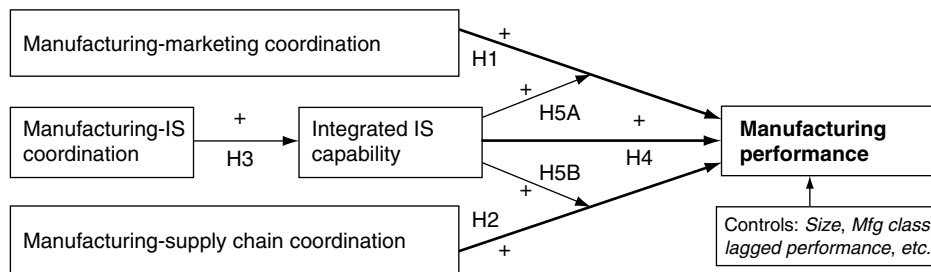 Manufacturing-marketing coordination
+
H1
+
H5A
Manufacturing-IS
coordination
+
H3
Integrated IS
capability
+
H4
Manufacturing
performance
H5B
+
H2
+
Manufacturing-supply chain coordination
Controls: Size, Mfg class
lagged performance, etc.